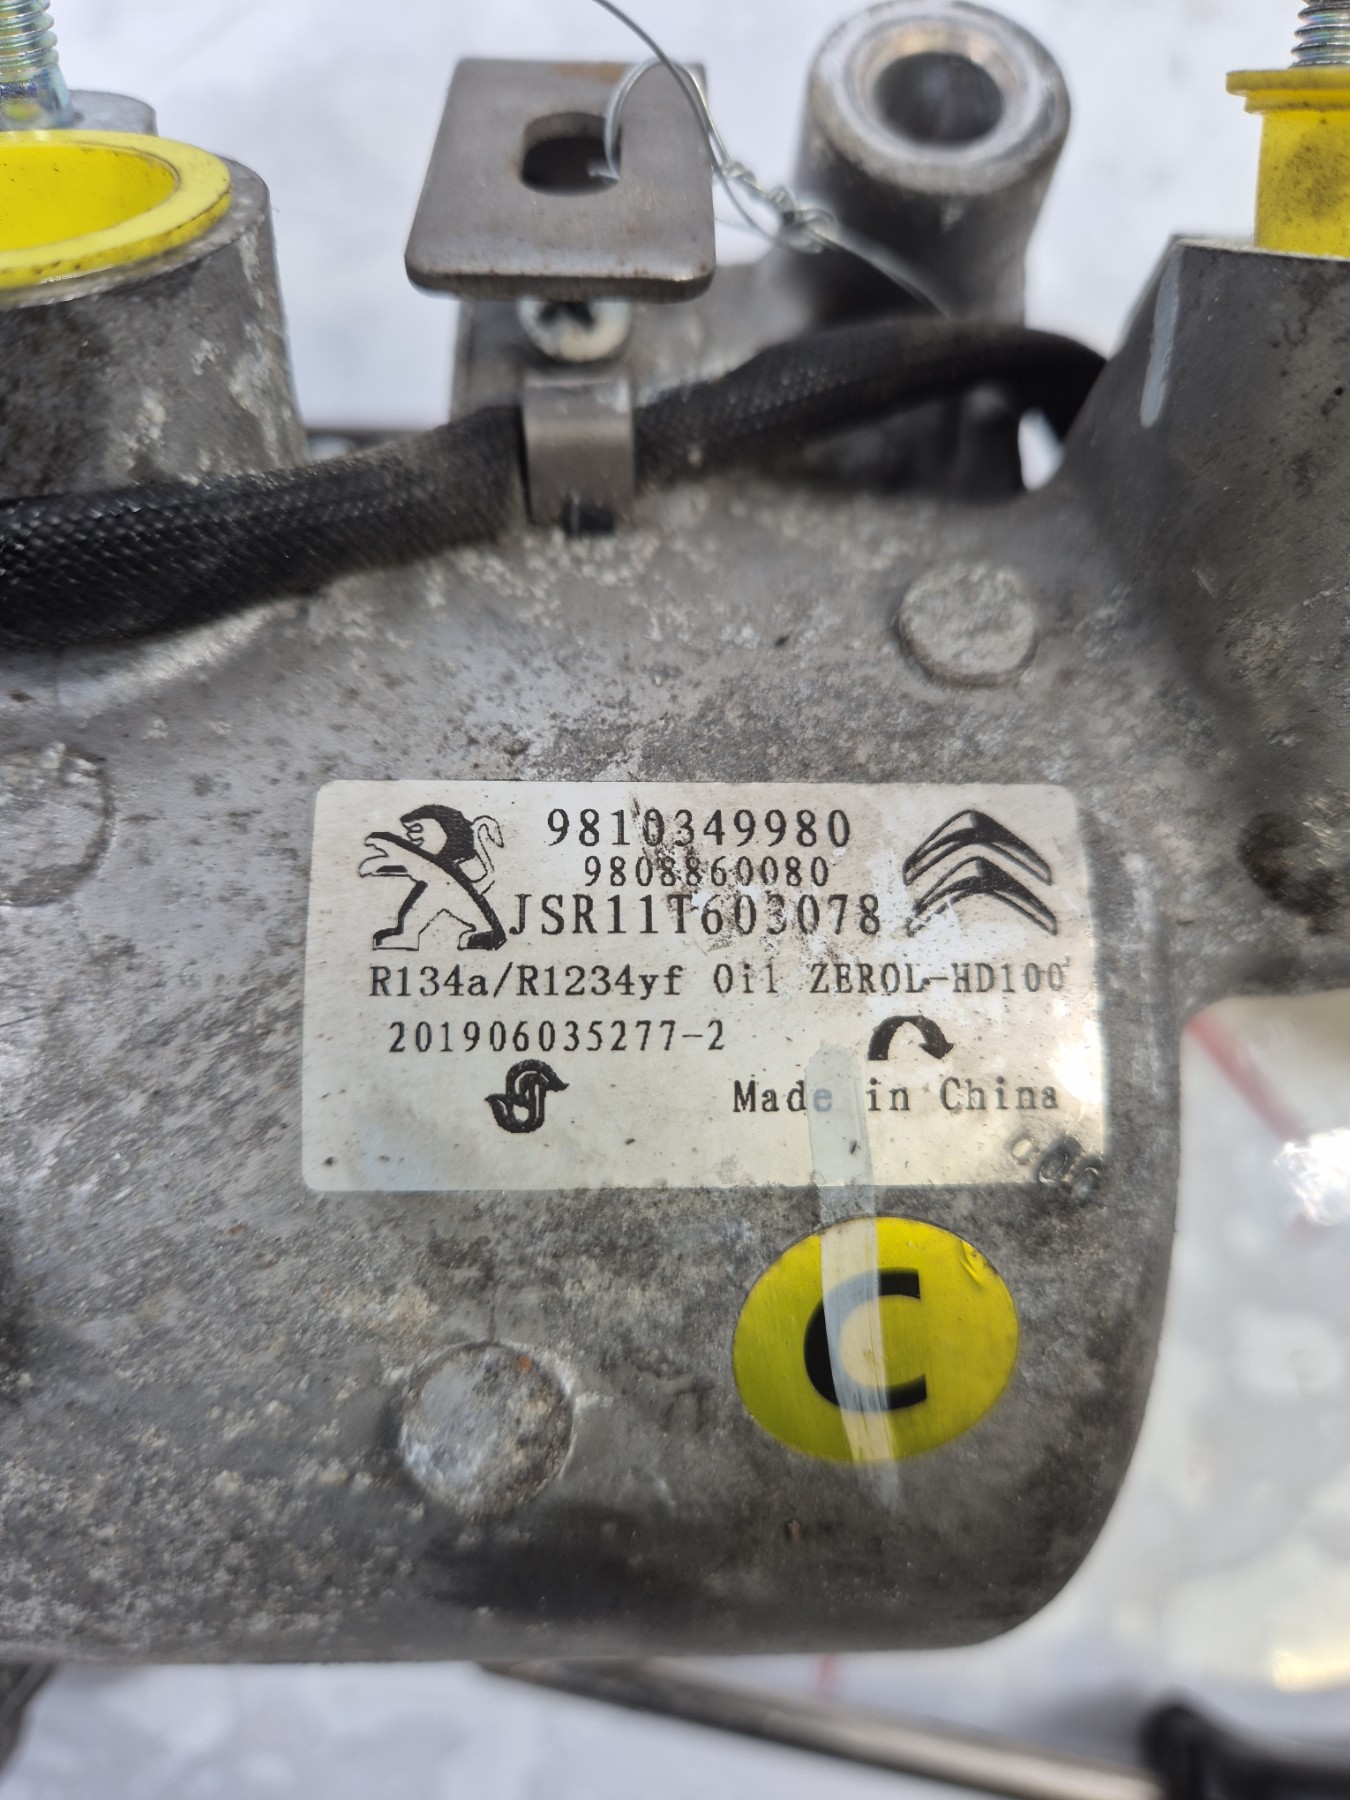 9810349980
9808860080
JSR11T603078
R134a/R1234yf Oil ZEROL-HD100
201906035277-2
Made in China
C